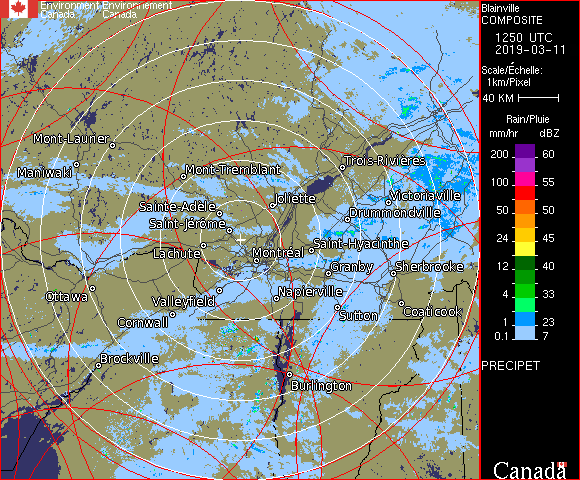 Environment Environnement
Canada Canada
Mont-Laurier
Maniwaki
Mont-Tremblant
Trois-Rivières
Sainte-Adèle
Joliette
Victoriaville
Saint-Jérôme
Drummondville
Lachute
Montréal
Saint-Hyacinthe
Granby
Sherbrooke
Ottawa
Valleyfield
Napierville
Cornwall
Sutton
Coaticook
Brockville
Burlington
Blainville
COMPOSITE
1250 UTC
2019-03-11
Scale/Échelle:
1km/Pixel
40 KM
Rain/Pluie
mm/hr dBZ
200 60
100 55
50 50
24 45
12 40
4 33
1 23
0.1 7
PRECIPET
Canada